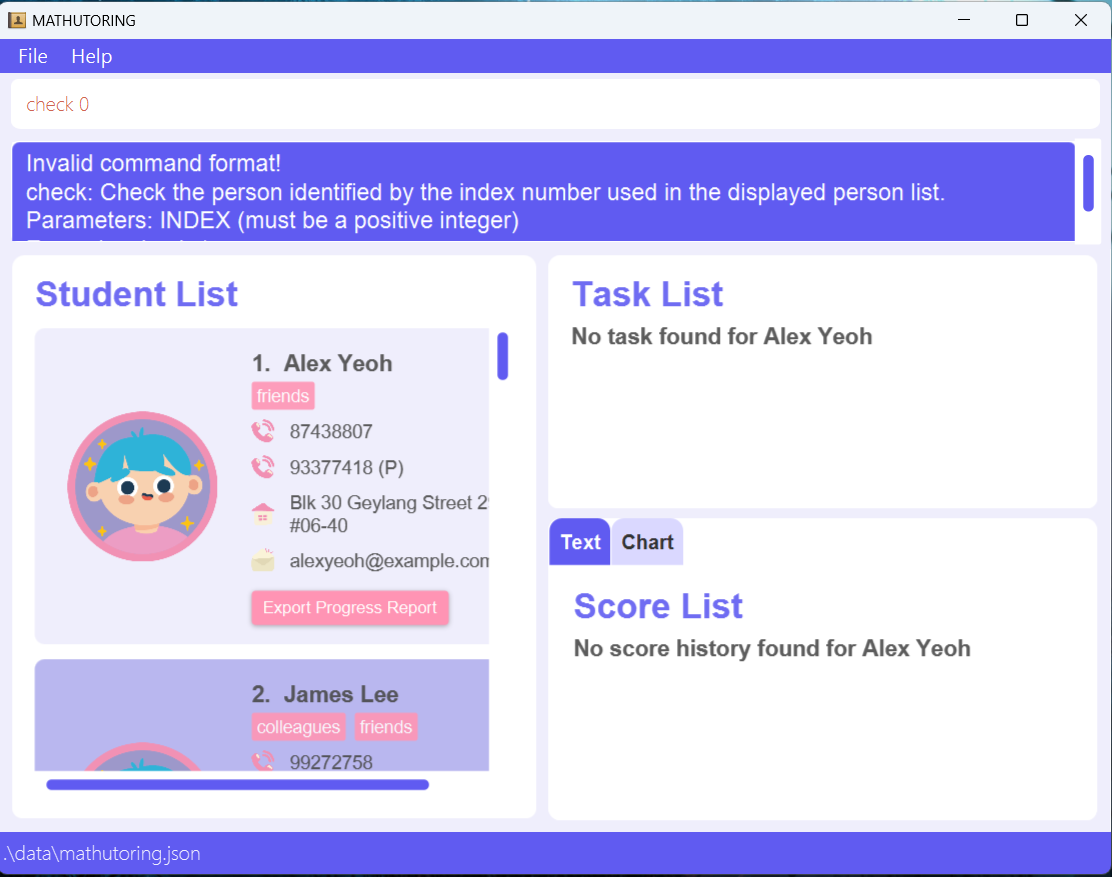 MATHUTORING
File Help
check 0
Invalid command format!
check: Check the person identified by the index number used in the displayed person list.
Parameters: INDEX (must be a positive integer)
Student List
1. Alex Yeoh
friends
87438807
93377418 (P)
Blk 30 Geylang Street
#06-40
alexyeoh@example.com
Export Progress Report
2. James Lee
colleagues friends
99272758
Task List
No task found for Alex Yeoh
Text Chart
Score List
No score history found for Alex Yeoh
.\data\mathutoring.json